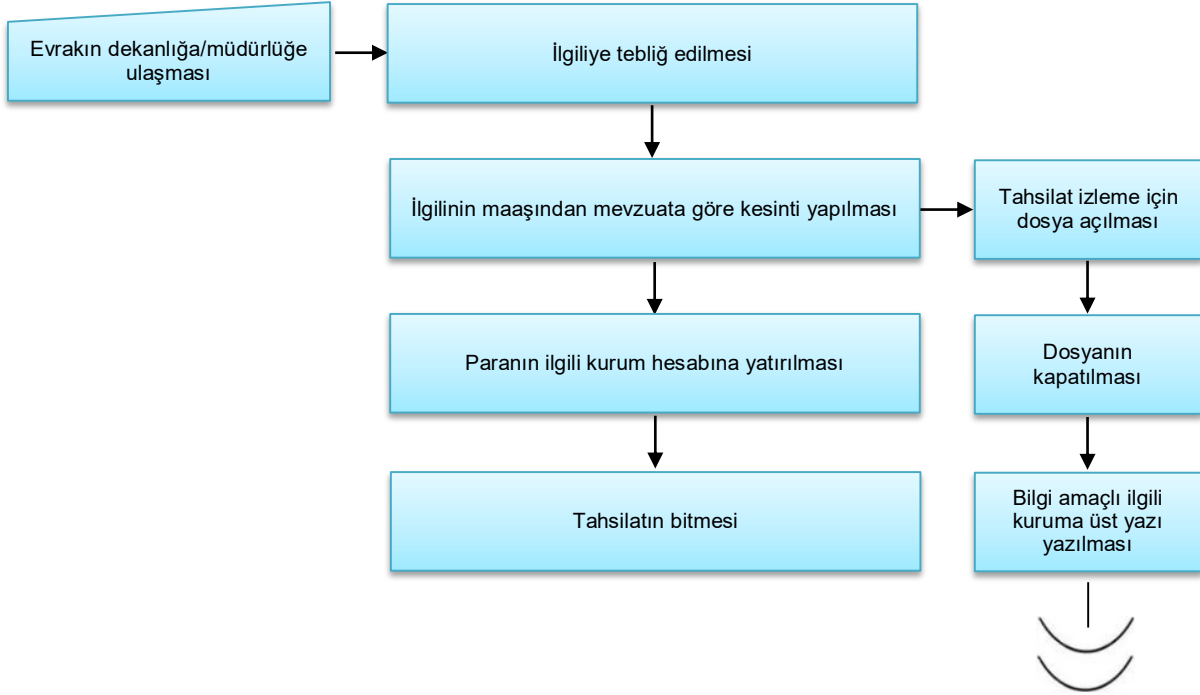 Evrakın dekanlığa/müdürlüğe
ulaşması
İlgiliye tebliğ edilmesi
İlgilinin maaşından mevzuata göre kesinti yapılması
Tahsilat izleme için
dosya açılması
Paranın ilgili kurum hesabına yatırılması
Dosyanın
kapatılması
Tahsilatın bitmesi
Bilgi amaçlı ilgili
kuruma üst yazı
yazılması